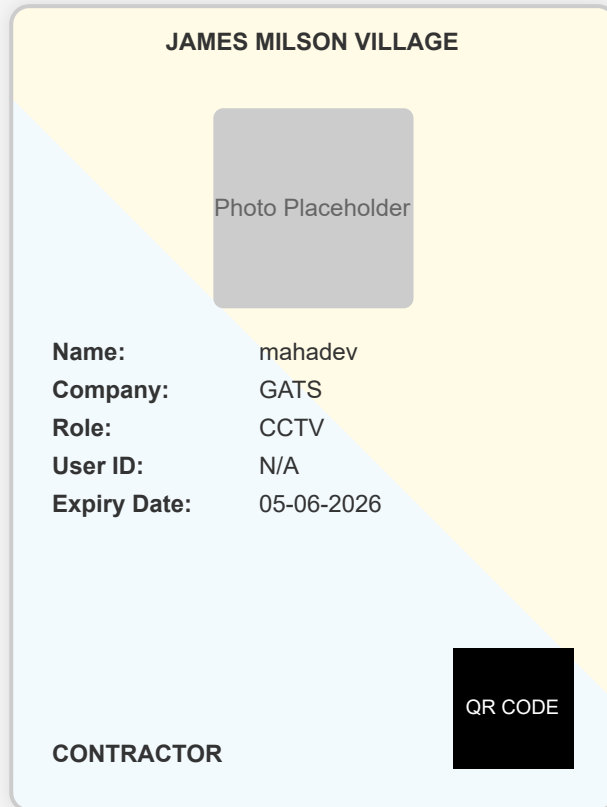 JAMES MILSON VILLAGE
Photo Placeholder
Name: mahadev
Company: GATS
Role: CCTV
User ID: N/A
Expiry Date: 05-06-2026
QR CODE
CONTRACTOR